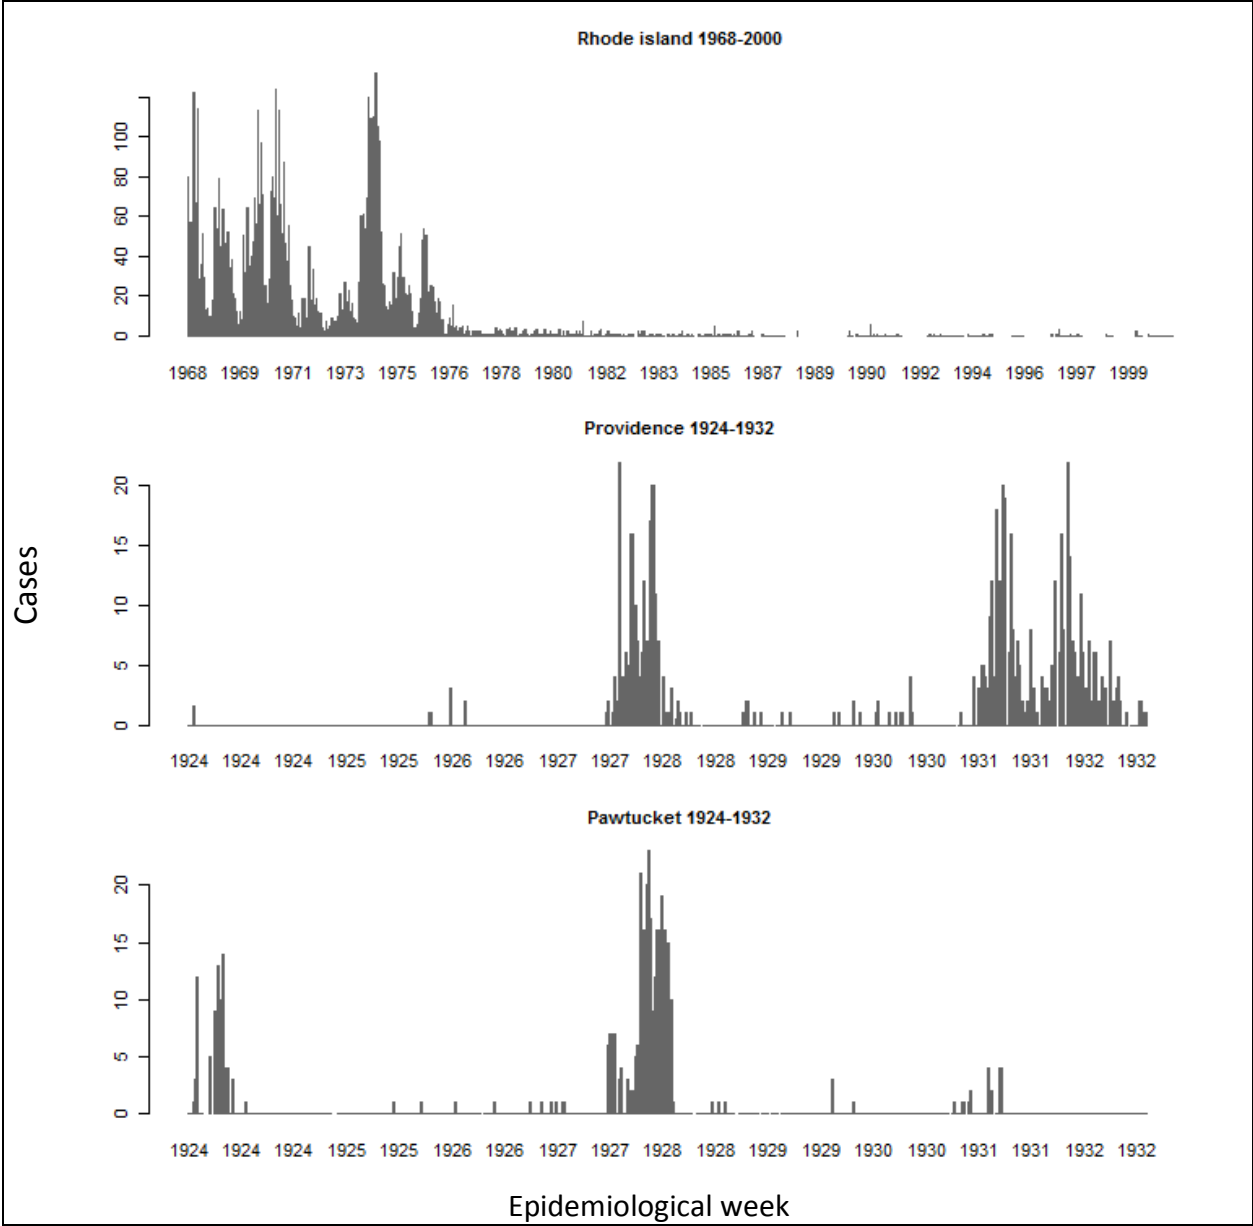 Rhode island 1968-2000
100
80
60
40
20
0
1968 1969 1971 1973 1975 1976 1978 1980 1982 1983 1985 1987 1989 1990 1992 1994 1996 1997 1999
Providence 1924-1932
20
15
10
5
0
1924 1924 1924 1925 1925 1926 1926 1927 1927 1928 1928 1929 1929 1930 1930 1931 1931 1932 1932
Cases
Pawtucket 1924-1932
20
15
10
5
0
1924 1924 1924 1925 1925 1926 1926 1927 1927 1928 1928 1929 1929 1930 1930 1931 1931 1932 1932
Epidemiological week